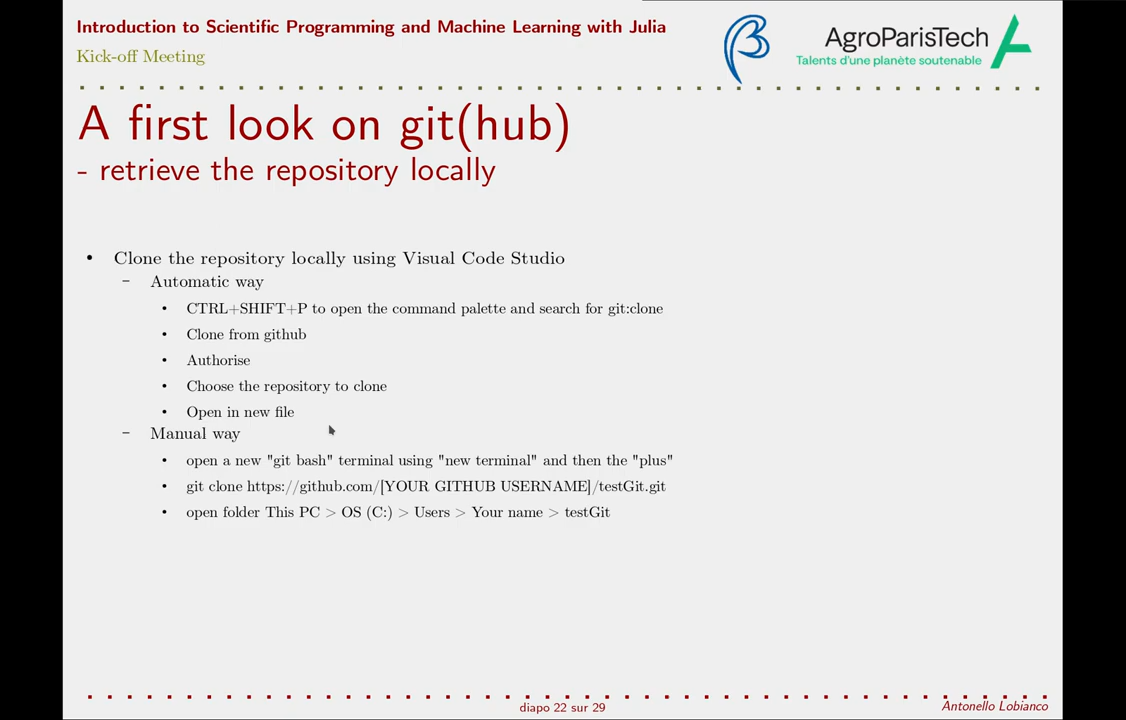 Introduction to Scientific Programming and Machine Learning with Julia
Kick-off Meeting
AgroParisTech
Talents d'une planète soutenable
A first look on git(hub)
- retrieve the repository locally
• Clone the repository locally using Visual Code Studio
– Automatic way
• CTRL+SHIFT+P to open the command palette and search for git:clone
• Clone from github
• Authorise
• Choose the repository to clone
• Open in new file
– Manual way
• open a new "git bash" terminal using "new terminal" and then the "plus"
• git clone https://github.com/[YOUR GITHUB USERNAME]/testGit.git
• open folder This PC > OS (C:) > Users > Your name > testGit
diapo 22 sur 29
Antonello Lobianco